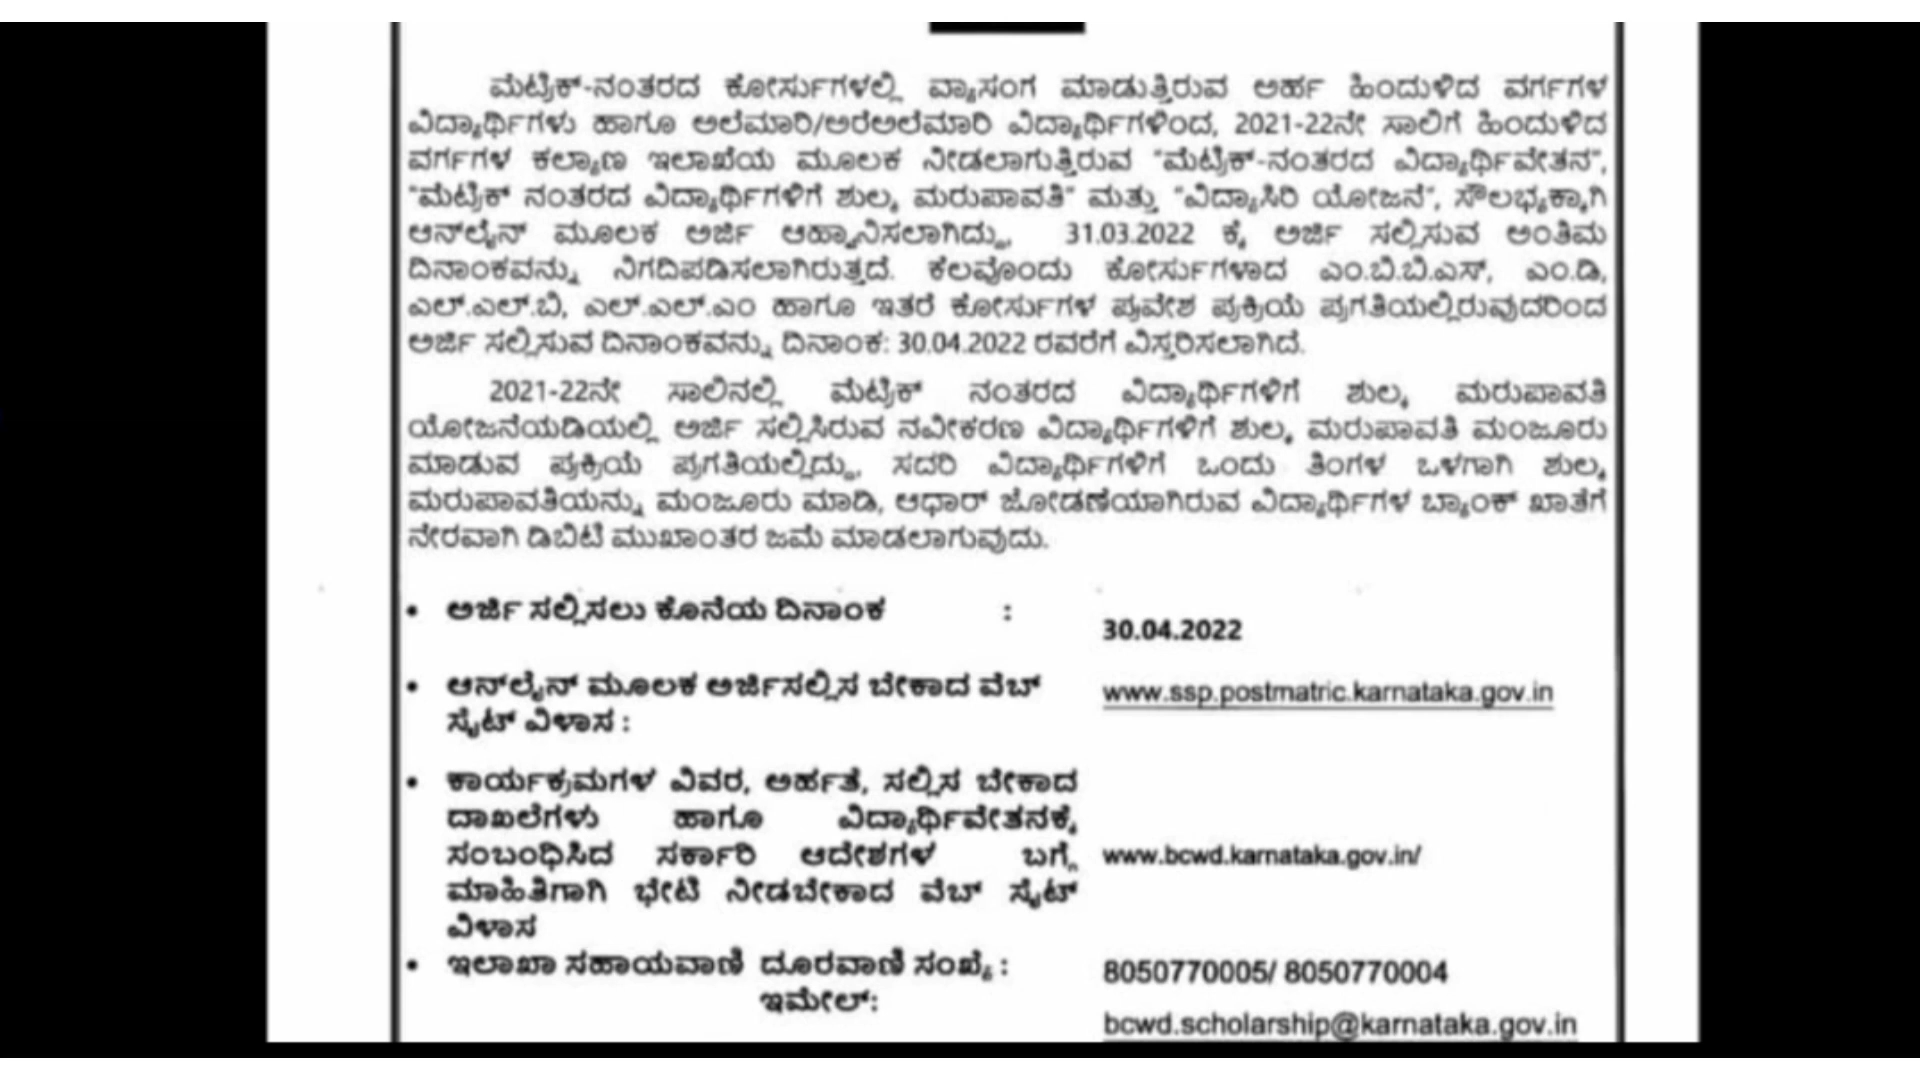 ಮೆಟ್ರಿಕ್-ನಂತರದ ಕೋರ್ಸುಗಳಲ್ಲಿ ವ್ಯಾಸಂಗ ಮಾಡುತ್ತಿರುವ ಅರ್ಹ ಹಿಂದುಳಿದ ವರ್ಗಗಳ
ವಿದ್ಯಾರ್ಥಿಗಳು ಹಾಗೂ ಅಲೆಮಾರಿ/ಅರೆಅಲೆಮಾರಿ ವಿದ್ಯಾರ್ಥಿಗಳಿಂದ, 2021-22ನೇ ಸಾಲಿಗೆ ಹಿಂದುಳಿದ
ವರ್ಗಗಳ ಕಲ್ಯಾಣ ಇಲಾಖೆಯ ಮೂಲಕ ನೀಡಲಾಗುತ್ತಿರುವ "ಮೆಟ್ರಿಕ್-ನಂತರದ ವಿದ್ಯಾರ್ಥಿವೇತನ",
"ಮೆಟ್ರಿಕ್ ನಂತರದ ವಿದ್ಯಾರ್ಥಿಗಳಿಗೆ ಶುಲ್ಕ ಮರುಪಾವತಿ" ಮತ್ತು "ವಿದ್ಯಾಸಿರಿ ಯೋಜನೆ", ಸೌಲಭ್ಯಕ್ಕಾಗಿ
ಆನ್‌ಲೈನ್ ಮೂಲಕ ಅರ್ಜಿ ಆಹ್ವಾನಿಸಲಾಗಿದ್ದು, 31.03.2022 ಕ್ಕೆ ಅರ್ಜಿ ಸಲ್ಲಿಸುವ ಅಂತಿಮ
ದಿನಾಂಕವನ್ನು ನಿಗದಿಪಡಿಸಲಾಗಿರುತ್ತದೆ. ಕೆಲವೊಂದು ಕೋರ್ಸುಗಳಾದ ಎಂ.ಬಿ.ಬಿ.ಎಸ್, ಎಂ.ಡಿ,
ಎಲ್.ಎಲ್.ಬಿ, ಎಲ್.ಎಲ್.ಎಂ ಹಾಗೂ ಇತರೆ ಕೋರ್ಸುಗಳ ಪ್ರವೇಶ ಪ್ರಕ್ರಿಯೆ ಪ್ರಗತಿಯಲ್ಲಿರುವುದರಿಂದ
ಅರ್ಜಿ ಸಲ್ಲಿಸುವ ದಿನಾಂಕವನ್ನು ದಿನಾಂಕ: 30.04.2022 ರವರೆಗೆ ವಿಸ್ತರಿಸಲಾಗಿದೆ.
2021-22ನೇ ಸಾಲಿನಲ್ಲಿ ಮೆಟ್ರಿಕ್ ನಂತರದ ವಿದ್ಯಾರ್ಥಿಗಳಿಗೆ ಶುಲ್ಕ ಮರುಪಾವತಿ
ಯೋಜನೆಯಡಿಯಲ್ಲಿ ಅರ್ಜಿ ಸಲ್ಲಿಸಿರುವ ನವೀಕರಣ ವಿದ್ಯಾರ್ಥಿಗಳಿಗೆ ಶುಲ್ಕ ಮರುಪಾವತಿ ಮಂಜೂರು
ಮಾಡುವ ಪ್ರಕ್ರಿಯೆ ಪ್ರಗತಿಯಲ್ಲಿದ್ದು, ಸದರಿ ವಿದ್ಯಾರ್ಥಿಗಳಿಗೆ ಒಂದು ತಿಂಗಳ ಒಳಗಾಗಿ ಶುಲ್ಕ
ಮರುಪಾವತಿಯನ್ನು ಮಂಜೂರು ಮಾಡಿ, ಆಧಾರ್ ಜೋಡಣೆಯಾಗಿರುವ ವಿದ್ಯಾರ್ಥಿಗಳ ಬ್ಯಾಂಕ್ ಖಾತೆಗೆ
ನೇರವಾಗಿ ಡಿಬಿಟಿ ಮುಖಾಂತರ ಜಮೆ ಮಾಡಲಾಗುವುದು.
• ಅರ್ಜಿ ಸಲ್ಲಿಸಲು ಕೊನೆಯ ದಿನಾಂಕ :
30.04.2022
• ಆನ್‌ಲೈನ್ ಮೂಲಕ ಅರ್ಜಿಸಲ್ಲಿಸ ಬೇಕಾದ ವೆಬ್
ಸೈಟ್ ವಿಳಾಸ :
www.ssp.postmatric.karnataka.gov.in
• ಕಾರ್ಯಕ್ರಮಗಳ ವಿವರ, ಅರ್ಹತೆ, ಸಲ್ಲಿಸ ಬೇಕಾದ
ದಾಖಲೆಗಳು ಹಾಗೂ ವಿದ್ಯಾರ್ಥಿವೇತನಕ್ಕೆ
ಸಂಬಂಧಿಸಿದ ಸರ್ಕಾರಿ ಆದೇಶಗಳ ಬಗ್ಗೆ
ಮಾಹಿತಿಗಾಗಿ ಭೇಟಿ ನೀಡಬೇಕಾದ ವೆಬ್ ಸೈಟ್
ವಿಳಾಸ
www.bcwd.karnataka.gov.in/
• ಇಲಾಖಾ ಸಹಾಯವಾಣಿ ದೂರವಾಣಿ ಸಂಖ್ಯೆ :
8050770005/ 8050770004
ಇಮೇಲ್:
bcwd.scholarship@karnataka.gov.in